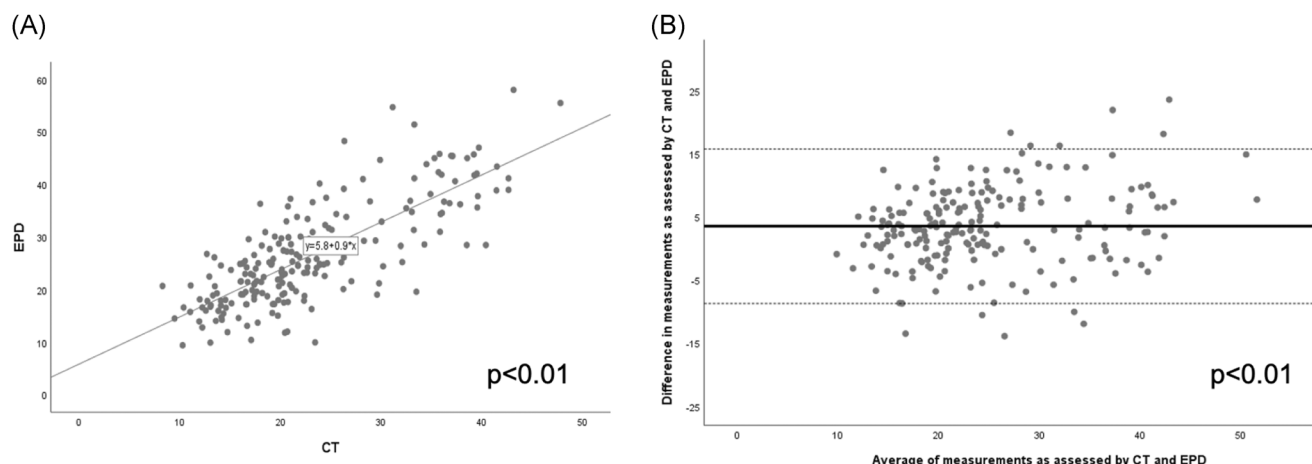 (A)
EPD
60
50
40
30
20
10
0
y=5.8+0.9*x
p<0.01
0 10 20 30 40 50
CT
(B)
Difference in measurements as assessed by CT and EPD
25
15
5
-5
-15
-25
p<0.01
0 10 20 30 40 50
Average of measurements as assessed by CT and EPD